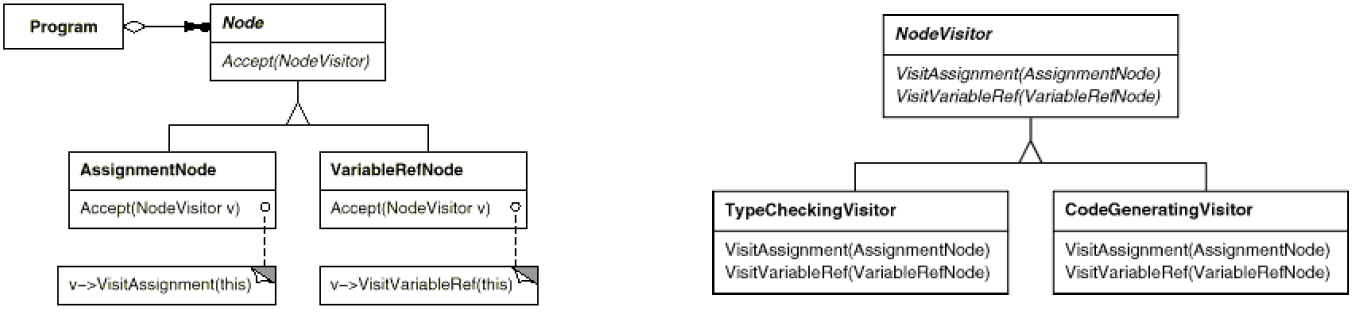 Program
Node
Accept(NodeVisitor)
AssignmentNode
Accept(NodeVisitor v)
v–>VisitAssignment(this)
VariableRefNode
Accept(NodeVisitor v)
v–>VisitVariableRef(this)
NodeVisitor
VisitAssignment(AssignmentNode)
VisitVariableRef(VariableRefNode)
TypeCheckingVisitor
VisitAssignment(AssignmentNode)
VisitVariableRef(VariableRefNode)
CodeGeneratingVisitor
VisitAssignment(AssignmentNode)
VisitVariableRef(VariableRefNode)